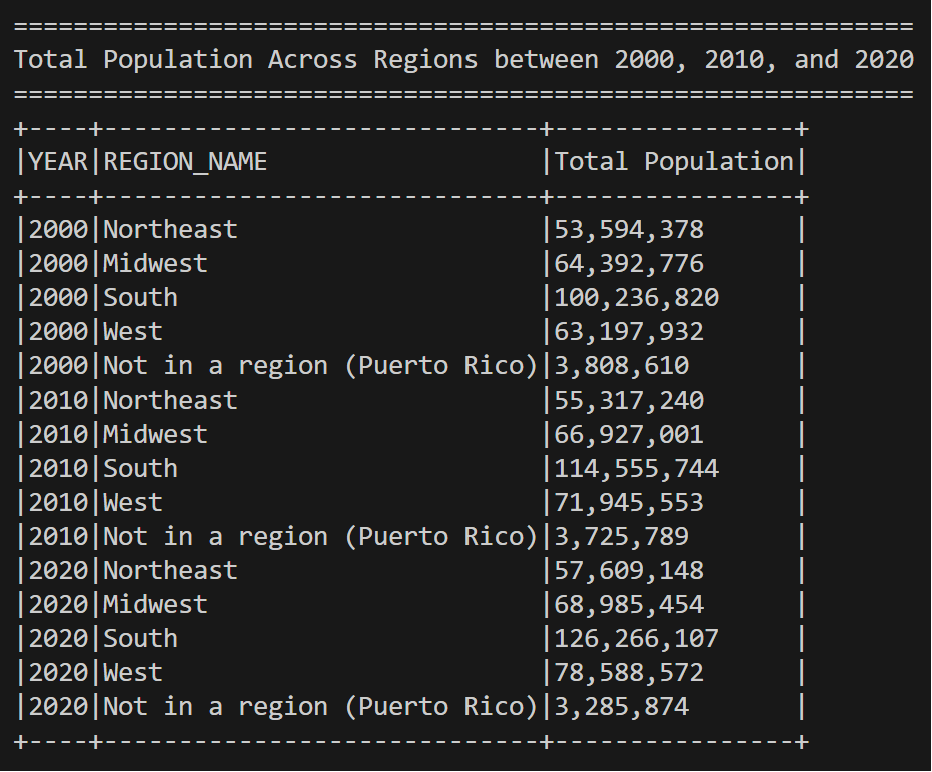 ============================================================
Total Population Across Regions between 2000, 2010, and 2020
============================================================
+----+-----------------------------+----------------+
|YEAR|REGION_NAME                  |Total Population|
+----+-----------------------------+----------------+
|2000|Northeast                    |53,594,378      |
|2000|Midwest                      |64,392,776      |
|2000|South                        |100,236,820     |
|2000|West                         |63,197,932      |
|2000|Not in a region (Puerto Rico)|3,808,610       |
|2010|Northeast                    |55,317,240      |
|2010|Midwest                      |66,927,001      |
|2010|South                        |114,555,744     |
|2010|West                         |71,945,553      |
|2010|Not in a region (Puerto Rico)|3,725,789       |
|2020|Northeast                    |57,609,148      |
|2020|Midwest                      |68,985,454      |
|2020|South                        |126,266,107     |
|2020|West                         |78,588,572      |
|2020|Not in a region (Puerto Rico)|3,285,874       |
+----+-----------------------------+----------------+